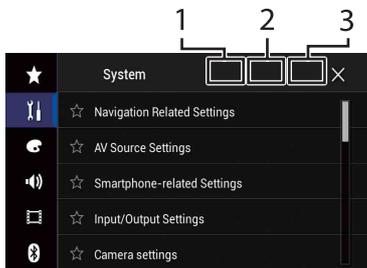 1 2 3
System
Navigation Related Settings
AV Source Settings
Smartphone-related Settings
Input/Output Settings
Camera settings